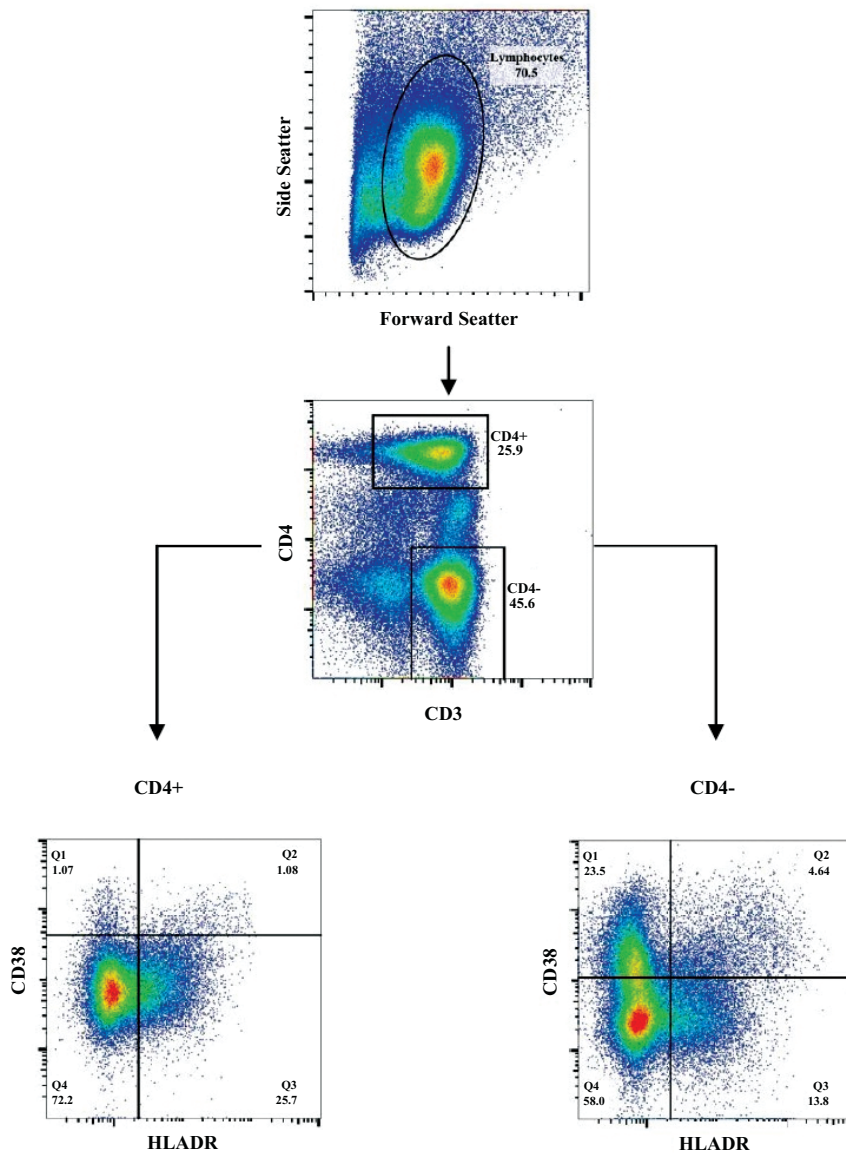 Lymphocytes
70.5
Side Seatter
Forward Seatter
CD4+
25.9
CD4
CD4-
45.6
CD3
CD4+
CD4-
Q1
1.07
Q2
1.08
CD38
Q4
72.2
Q3
25.7
HLADR
Q1
23.5
Q2
4.64
CD38
Q4
58.0
Q3
13.8
HLADR